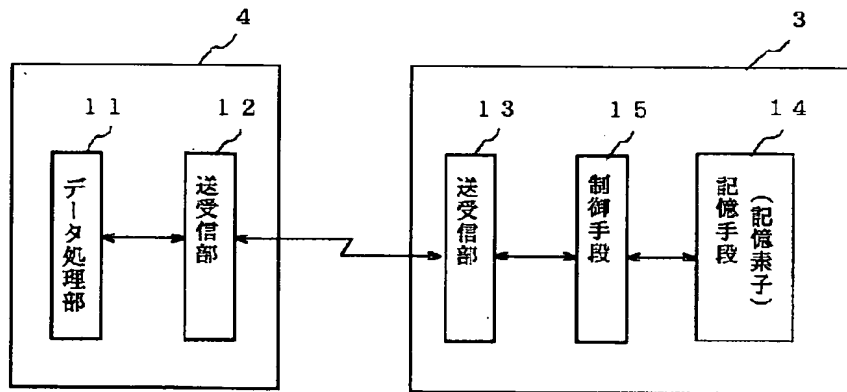 4
3
１１
１２
１３
１５
１４
データ処理部
送受信部
送受信部
制御手段
記憶手段
（記憶素子）